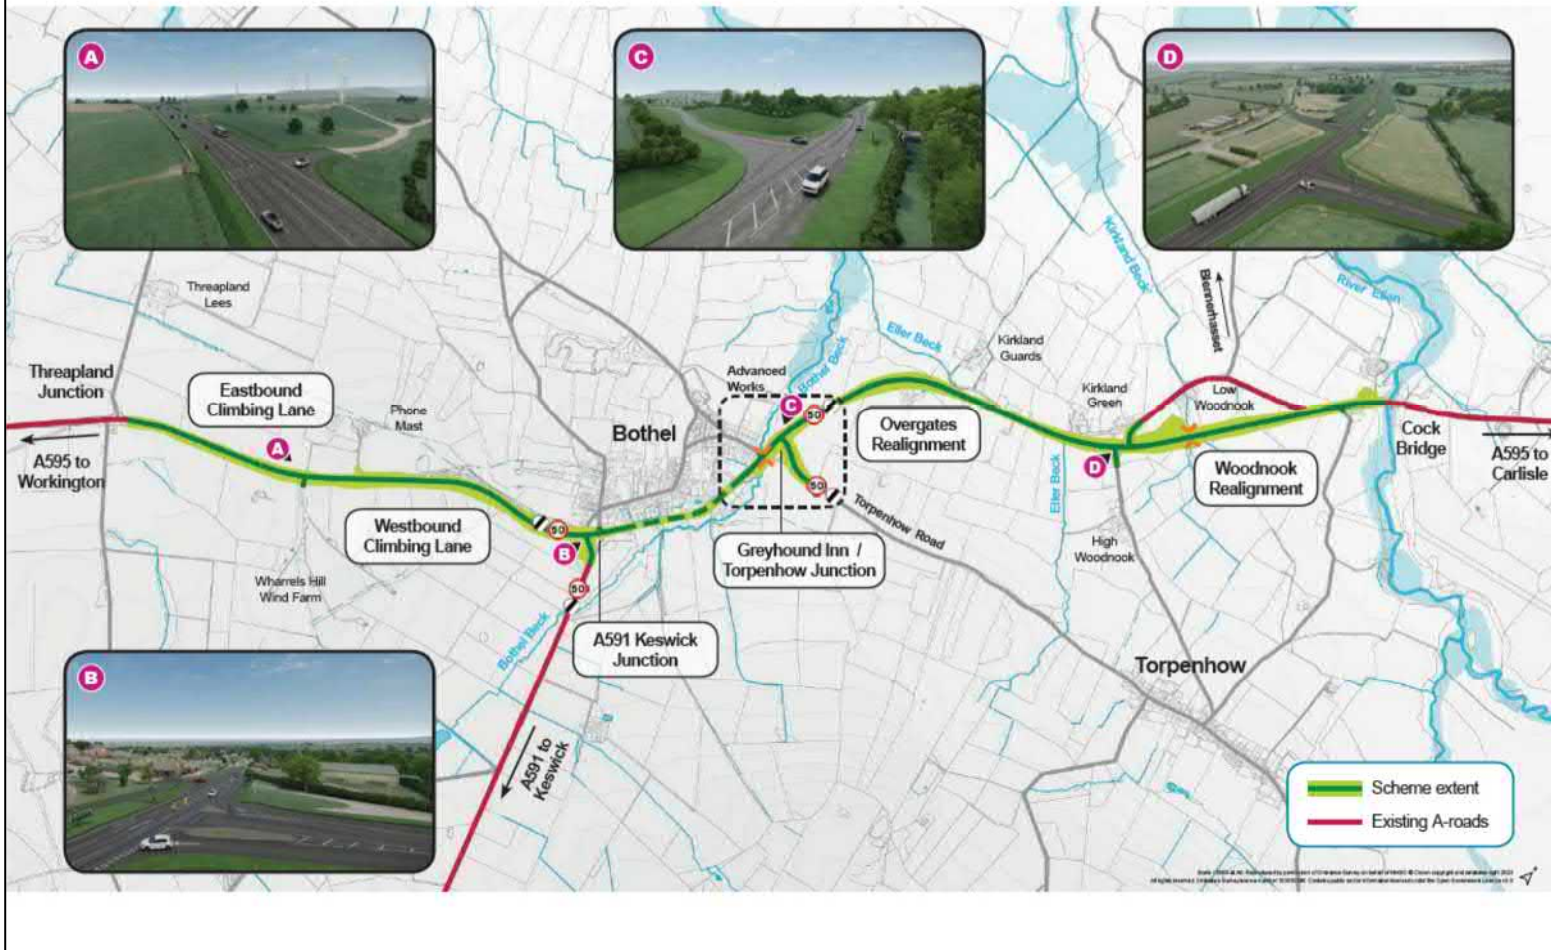 A
C
D
Threapland
Lees
Threapland
Junction
Eastbound
Climbing Lane
Phone
Mast
A
A595 to
Workington
Westbound
Climbing Lane
Wharrels Hill
Wind Farm
Bothel
50
B
50
Bothel Beck
A591 Keswick
Junction
A591 to
Keswick
Advanced
Works
Bothel Beck
C
50
50
Eller Beck
Overgates
Realignment
Greyhound Inn /
Torpenhow Junction
Torpenhow Road
Kirkland
Guards
Kirkland Beck
Kirkland
Green
Blennerhasset
Low
Woodnook
River Ellen
D
Eller Beck
High
Woodnook
Woodnook
Realignment
Cock
Bridge
A595 to
Carlisle
Torpenhow
B
Scheme extent
Existing A-roads